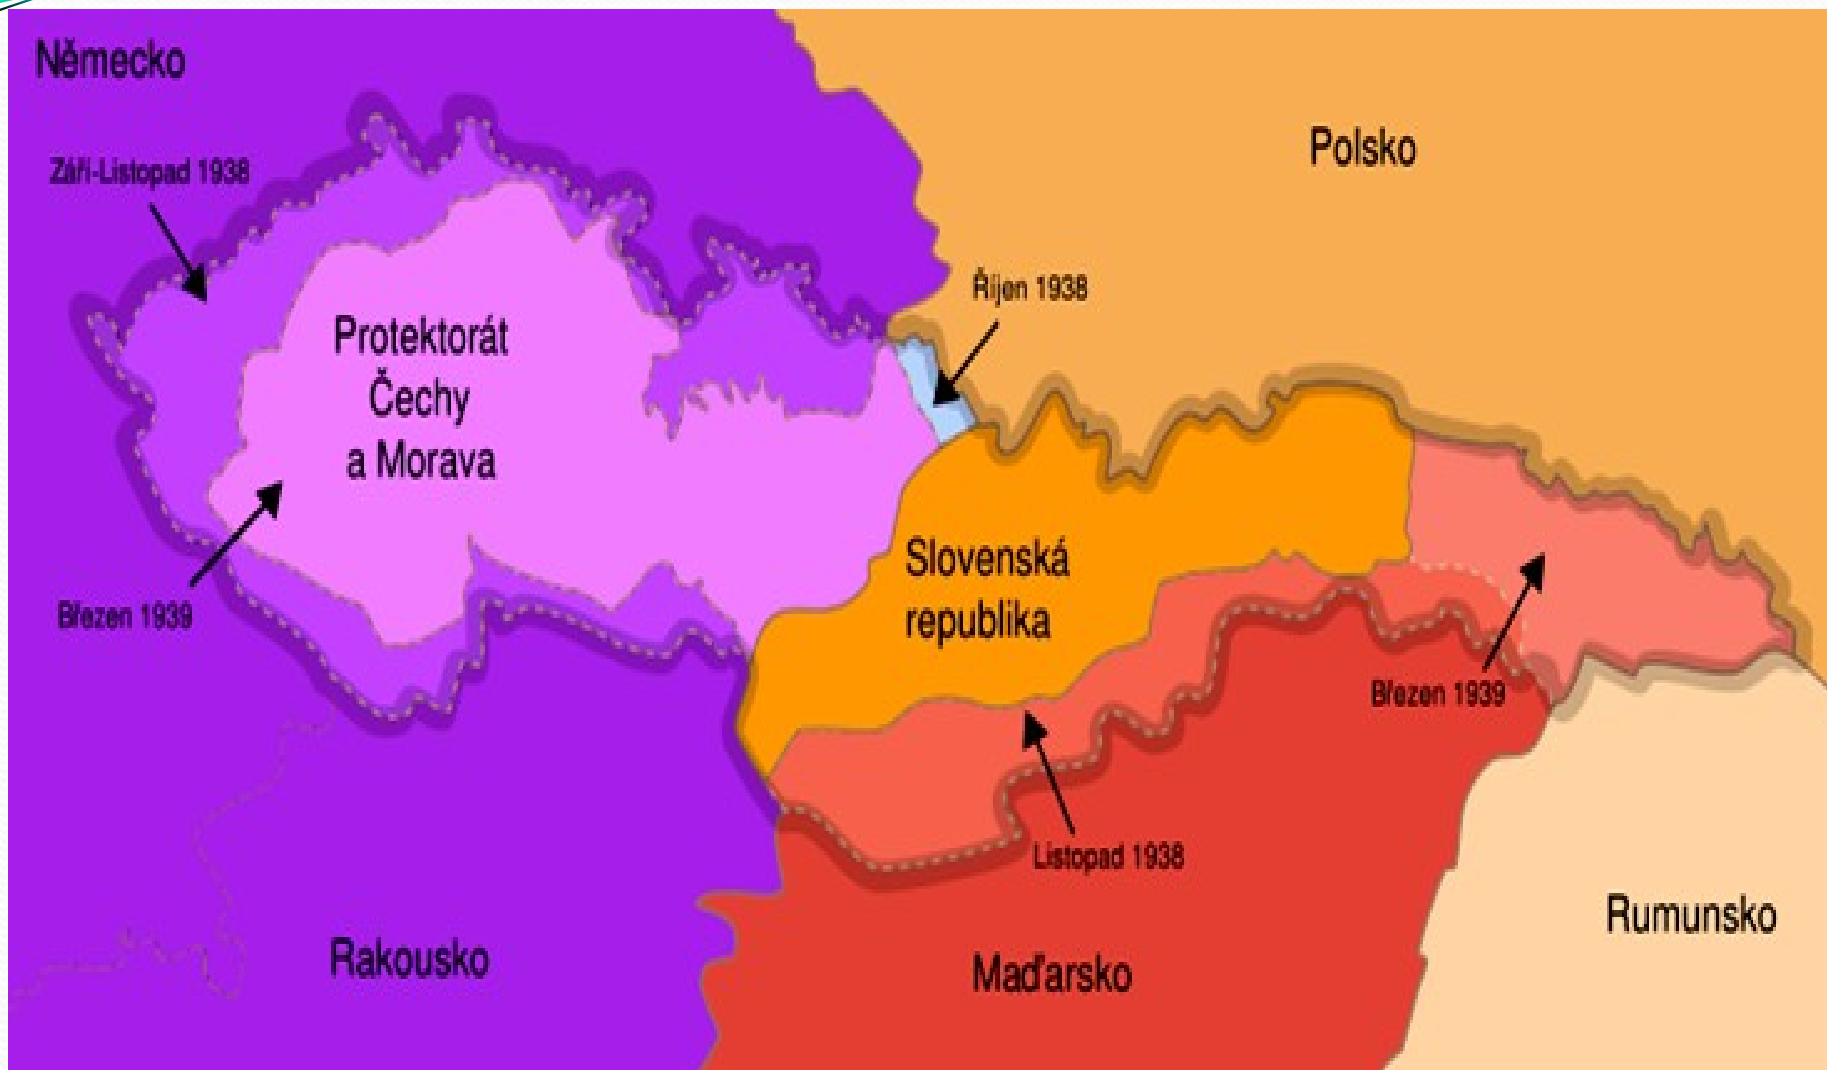 Německo
Polsko
Září-Listopad 1938
Říjen 1938
Protektorát
Čechy
a Morava
Slovenská
republika
Březen 1939
Březen 1939
Listopad 1938
Rumunsko
Rakousko
Maďarsko